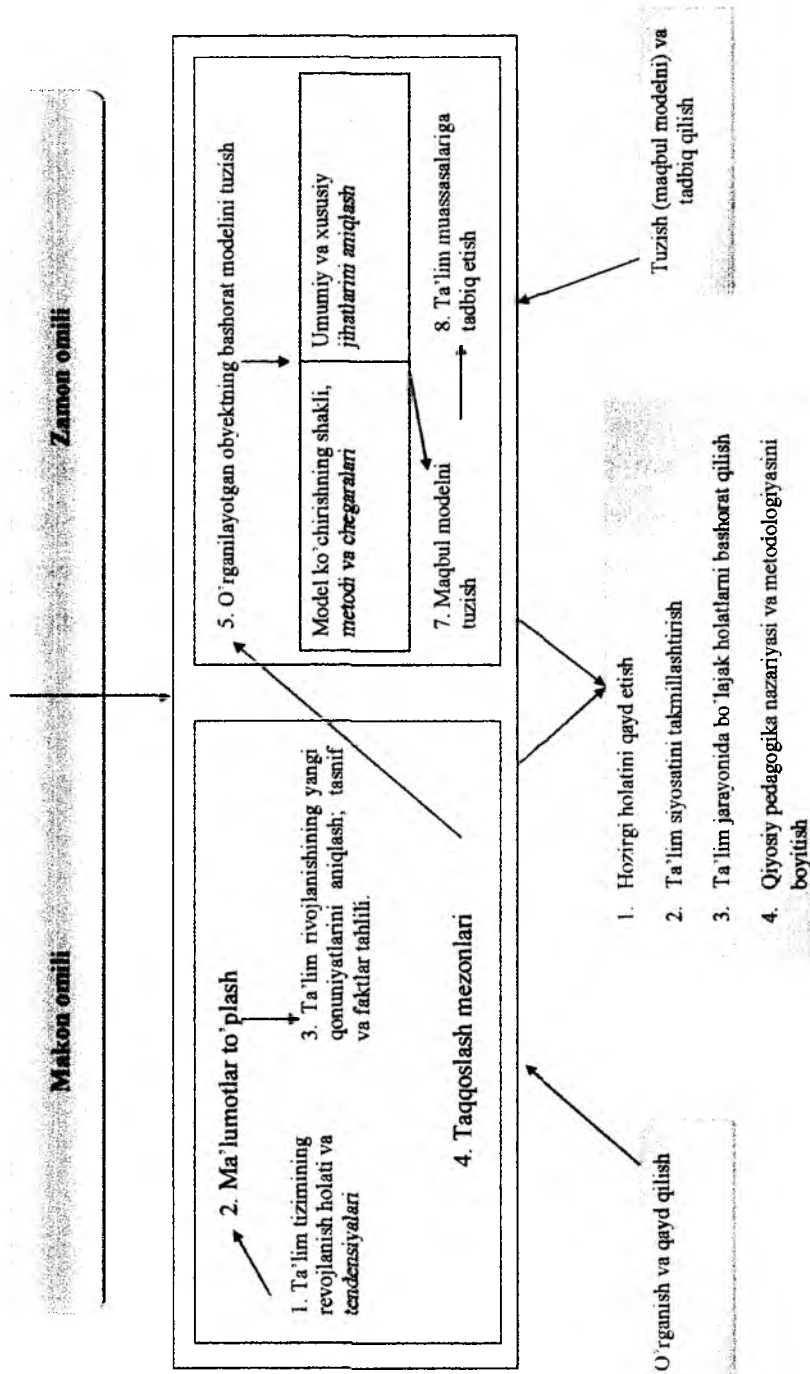 Makon omili
Zamon omili
2. Ma'lumotlar to'plash
1. Ta'lim tizimining
revojlanish holati va
tendensiyalari
3. Ta'lim rivojlanishining yangi
qonuniyatlarini aniqlash; tasnif
va faktlar tahlili.
4. Taqqoslash mezonlari
5. O`rganilayotgan obyektning bashorat modelini tuzish
Model ko`chirishning shakli,
metodi va chegaralari
Umumiy va xususiy
jihatlarini aniqlash
7. Maqbul modelni
tuzish
8. Ta'lim muassasalariga
tadbiq etish
O`rganish va qayd qilish
1. Hozirgi holatini qayd etish
2. Ta'lim siyosatini takmillashtirish
3. Ta'lim jarayonida bo`lajak holatlarni bashorat qilish
4. Qiyosiy pedagogika nazariyasi va metodologiyasini
boyitish
Tuzish (maqbul modelni) va
tadbiq qilish